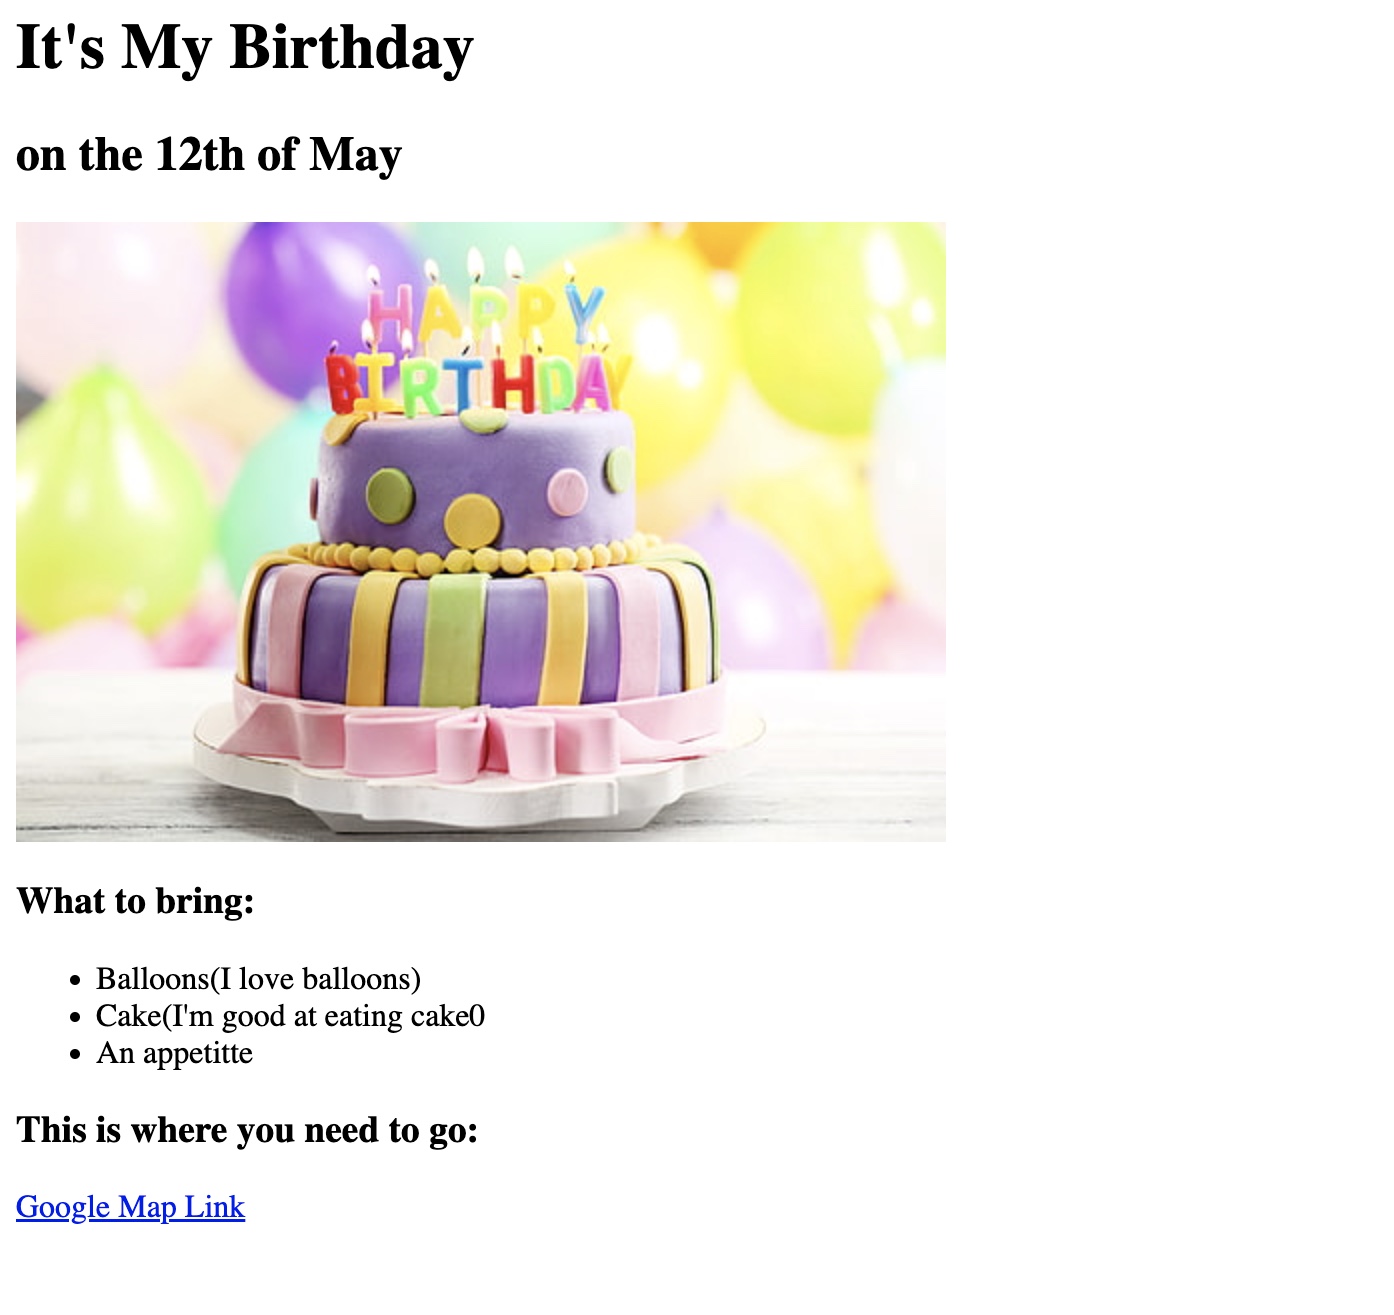 It's My Birthday
on the 12th of May
HAPPY
BIRTHDAY
What to bring:
Balloons(I love balloons)
Cake(I'm good at eating cake0
An appetitte
This is where you need to go:
Google Map Link